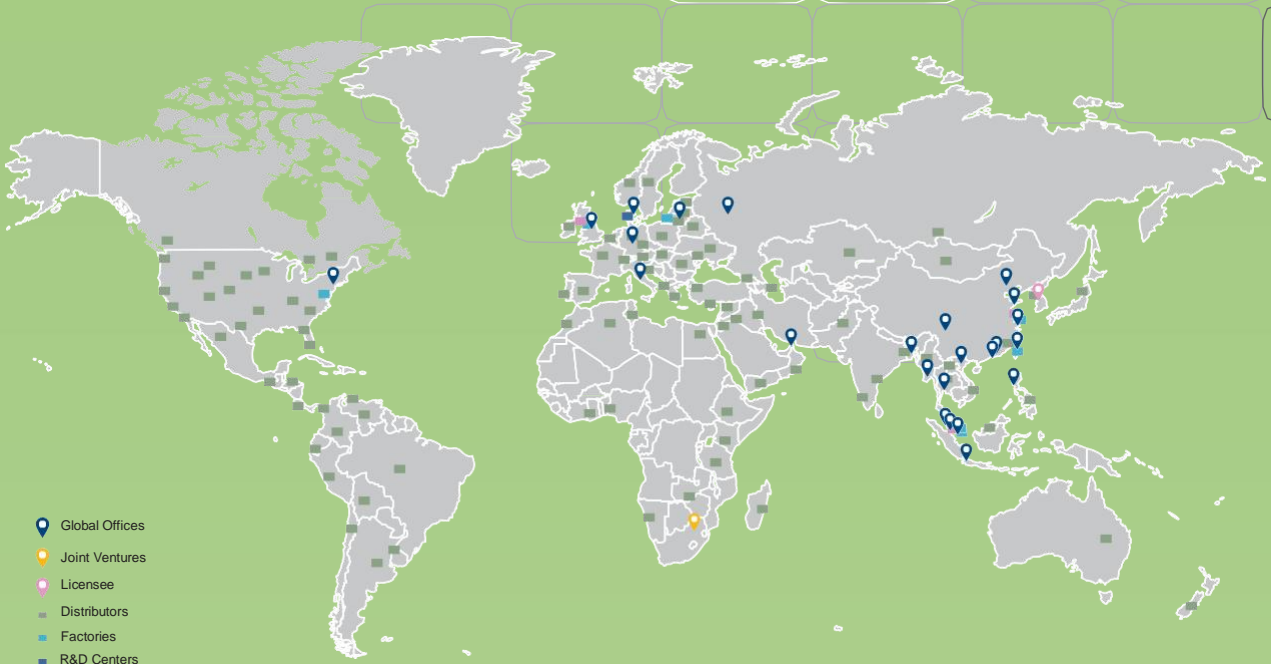 Global Offices
Joint Ventures
Licensee
Distributors
Factories
R&D Centers